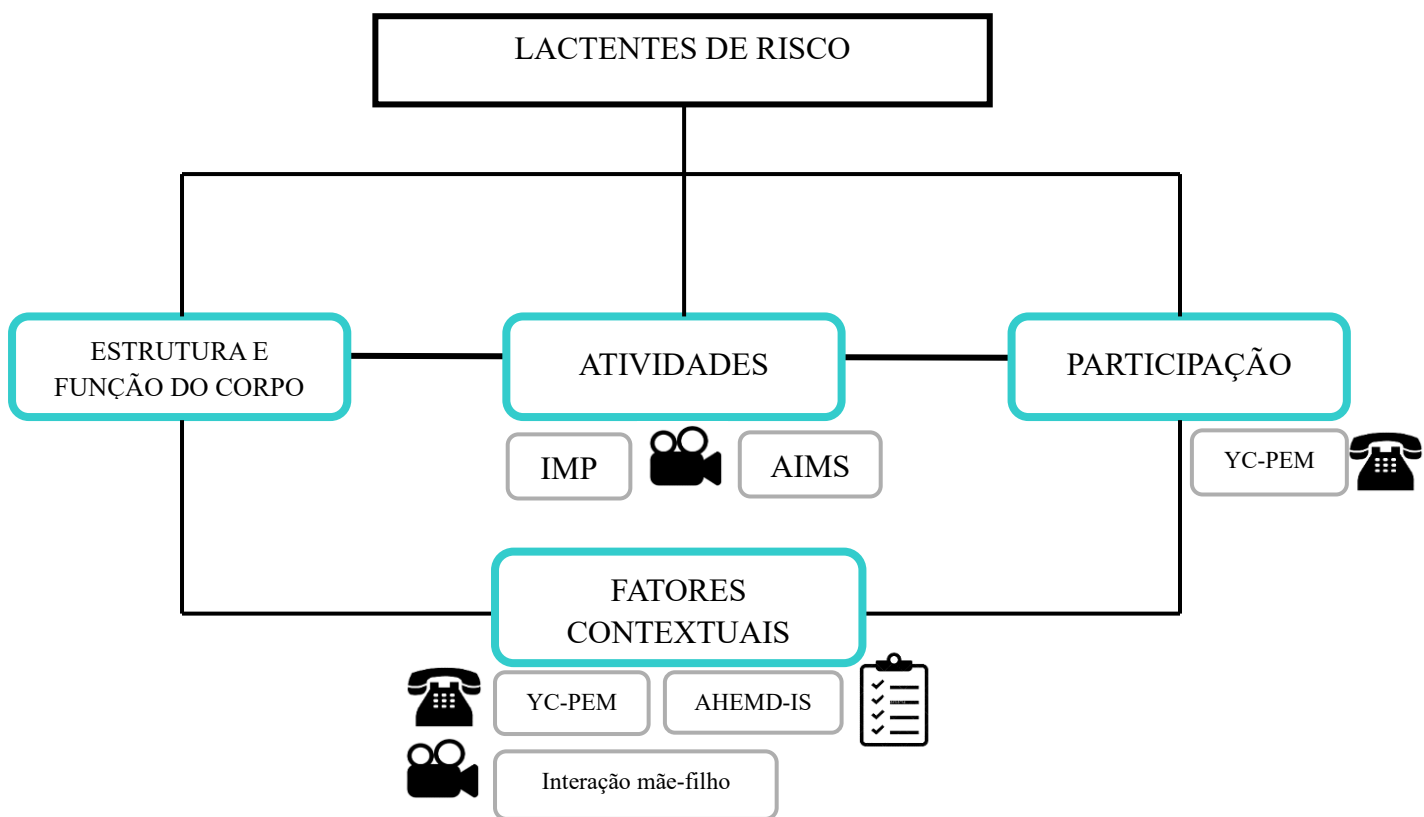 LACTENTES DE RISCO
ESTRUTURA E
FUNÇÃO DO CORPO
ATIVIDADES
PARTICIPAÇÃO
IMP
AIMS
YC-PEM
FATORES
CONTEXTUAIS
YC-PEM
AHEMD-IS
Interação mãe-filho